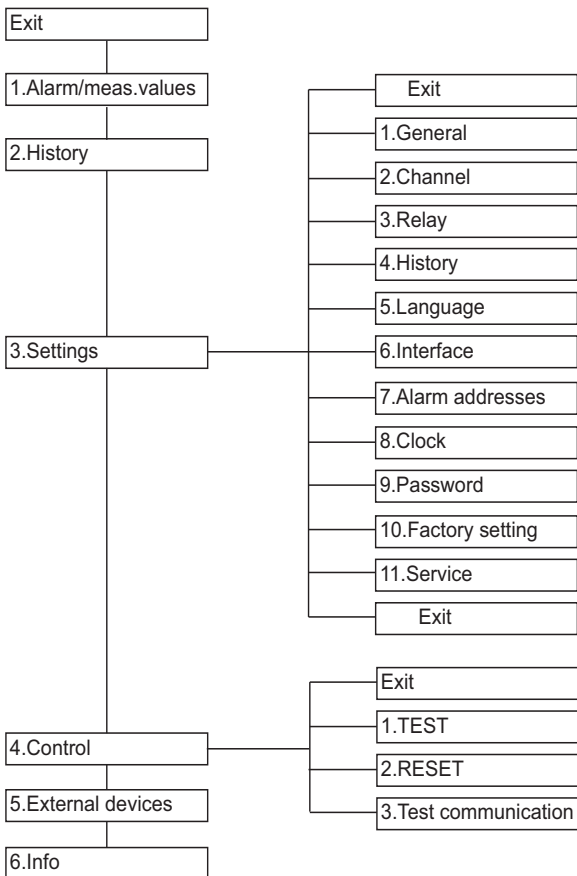 Exit
1.Alarm/meas.values
2.History
3.Settings
Exit
1.General
2.Channel
3.Relay
4.History
5.Language
6.Interface
7.Alarm addresses
8.Clock
9.Password
10.Factory setting
11.Service
Exit
4.Control
Exit
1.TEST
2.RESET
3.Test communication
5.External devices
6.Info